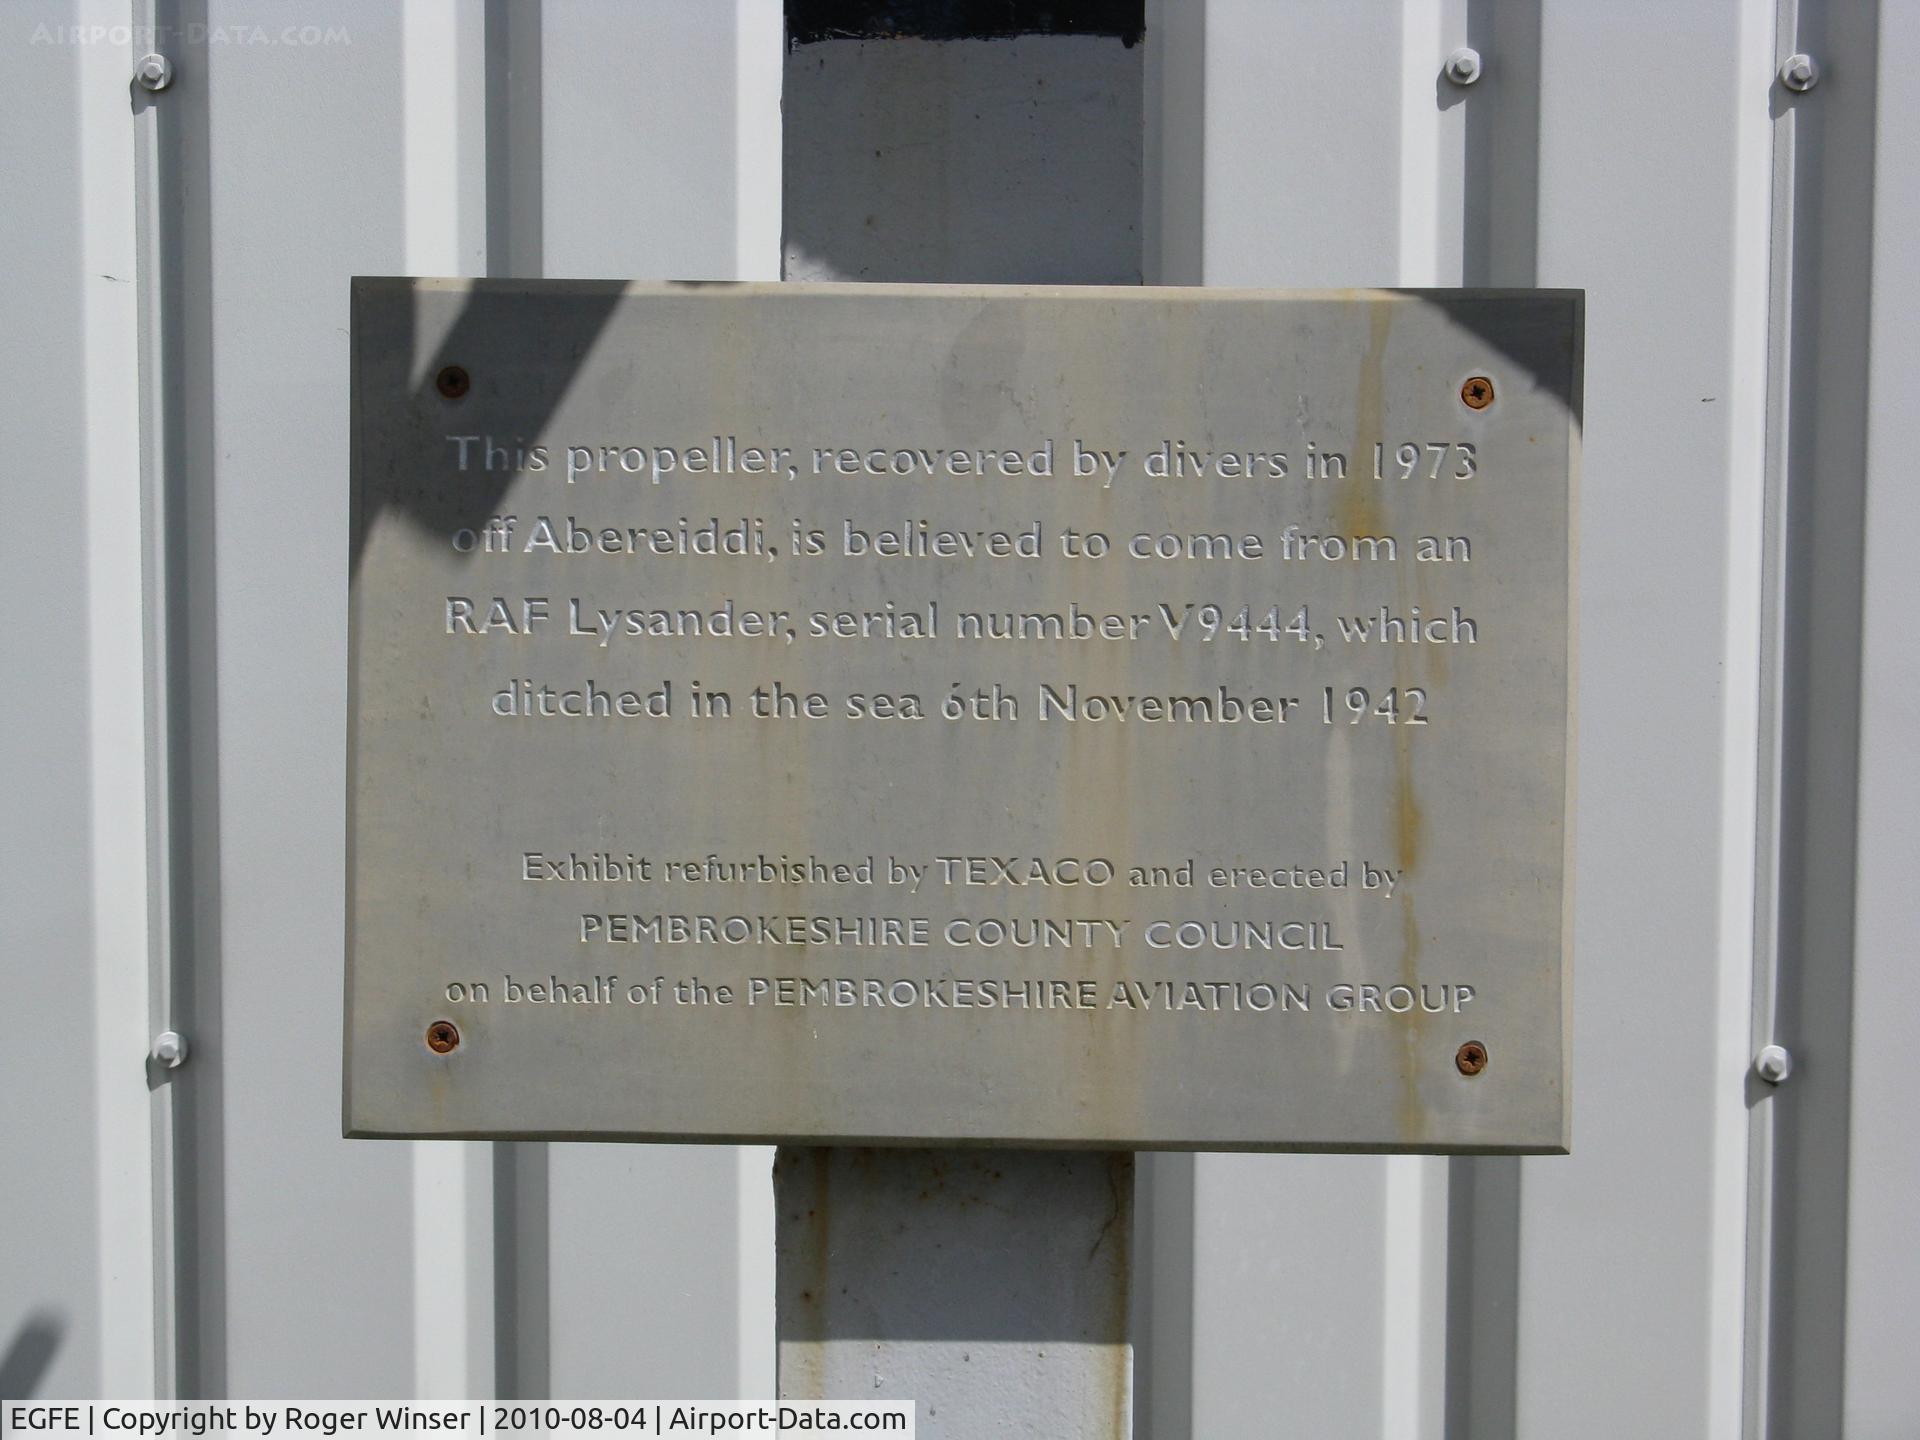 AIRPORT-DATA.COM
This propeller, recovered by divers in 1973
off Abereiddi, is believed to come from an
RAF Lysander, serial number V9444, which
ditched in the sea 6th November 1942
Exhibit refurbished by TEXACO and erected by
PEMBROKESHIRE COUNTY COUNCIL
on behalf of the PEMBROKESHIRE AVIATION GROUP
EGFE | Copyright by Roger Winser | 2010-08-04 | Airport-Data.com